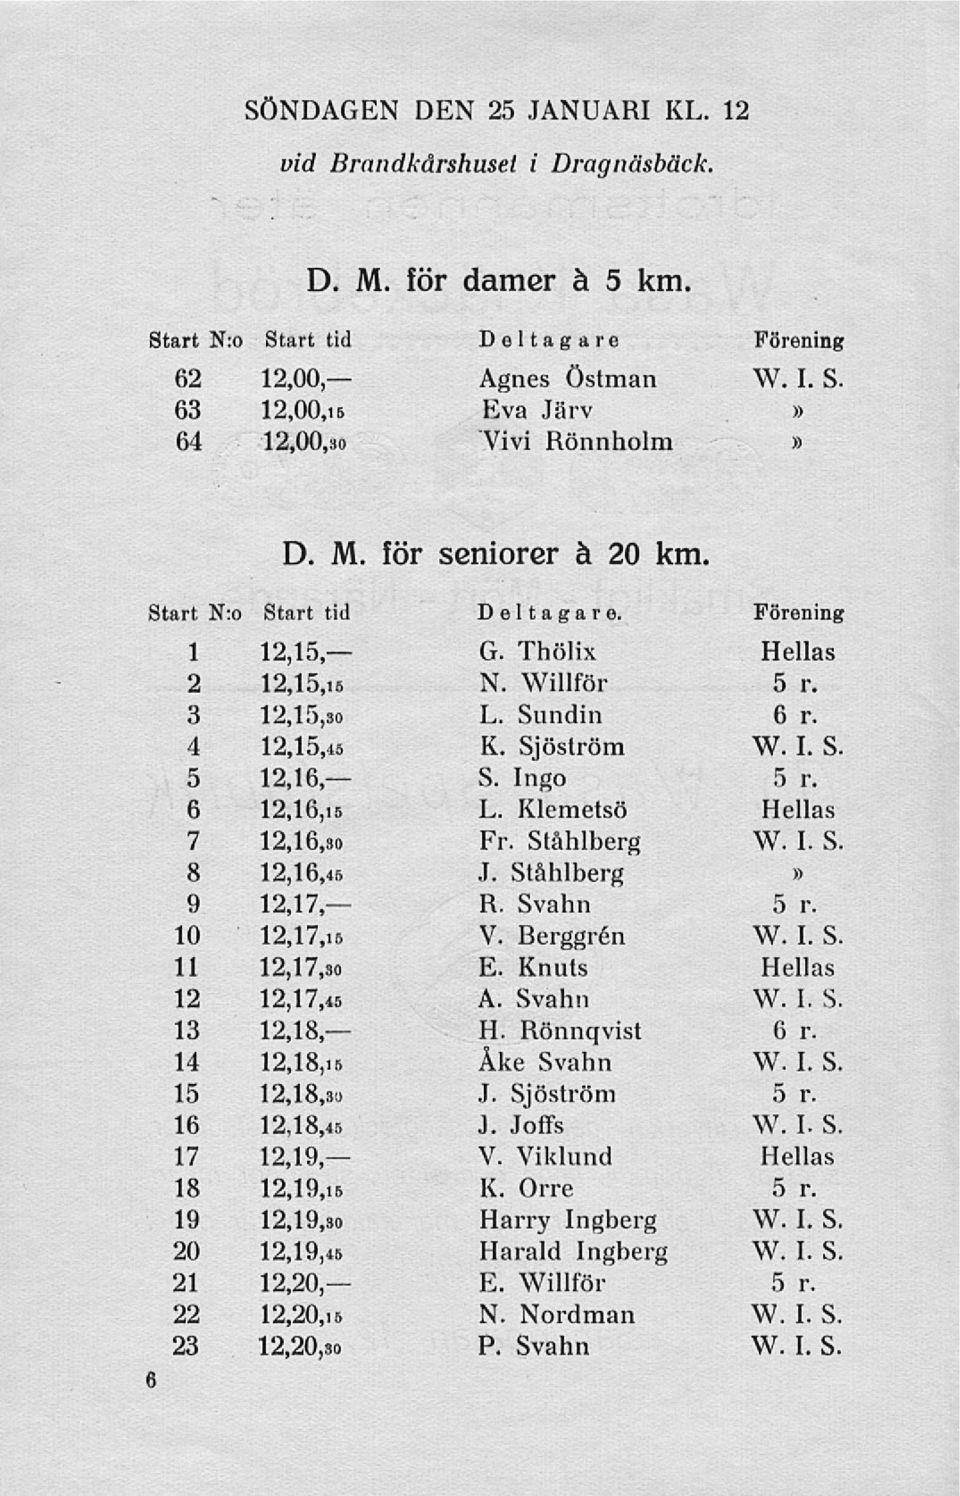 SÖNDAGEN DEN 25 JANUARI KL. 12
vid Brandkårshuset i Dragnäsbäck.
D. M. för damer à 5 km.
Start N:o Start tid Deltagare Förening
62 12,00,— Agnes Östman W. I. S.
63 12,00,15 Eva Järv »
64 12,00,30 Vivi Rönnholm »
D. M. för seniorer à 20 km.
Start N:o Start tid Deltagare. Förening
1 12,15,— G. Thölix Hellas
2 12,15,15 N. Willför 5 r.
3 12,15,30 L. Sundin 6 r.
4 12,15,45 K. Sjöström W. I. S.
5 12,16,— S. Ingo 5 r.
6 12,16,15 L. Klemetsö Hellas
7 12,16,30 Fr. Ståhlberg W. I. S.
8 12,16,45 J. Ståhlberg »
9 12,17,— R. Svahn 5 r.
10 12,17,15 V. Berggrén W. I. S.
11 12,17,30 E. Knuts Hellas
12 12,17,45 A. Svahn W. I. S.
13 12,18,— H. Rönnqvist 6 r.
14 12,18,15 Åke Svahn W. I. S.
15 12,18,30 J. Sjöström 5 r.
16 12,18,45 J. Joffs W. I. S.
17 12,19,— V. Viklund Hellas
18 12,19,15 K. Orre 5 r.
19 12,19,30 Harry Ingberg W. I. S.
20 12,19,45 Harald Ingberg W. I. S.
21 12,20,— E. Willför 5 r.
22 12,20,15 N. Nordman W. I. S.
23 12,20,30 P. Svahn W. I. S.
6